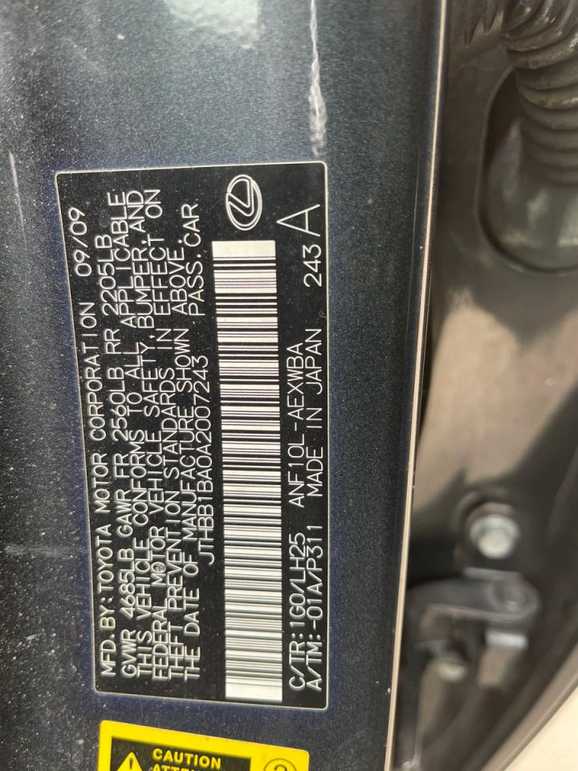 MFD. BY: TOYOTA MOTOR CORPORATION 09/09
GVWR 4685LB GAWR FR 2560LB RR 2205LB
THIS VEHICLE CONFORMS TO ALL APPLICABLE
FEDERAL MOTOR VEHICLE SAFETY, BUMPER, AND
THEFT PREVENTION STANDARDS IN EFFECT ON
THE DATE OF MANUFACTURE SHOWN ABOVE.
JTHBB1BA0A2007243 PASS. CAR
C/TR: 1G0/LH25 ANF10L-AEXWBA 243 A
A/TM: -01A/P311 MADE IN JAPAN
CAUTION